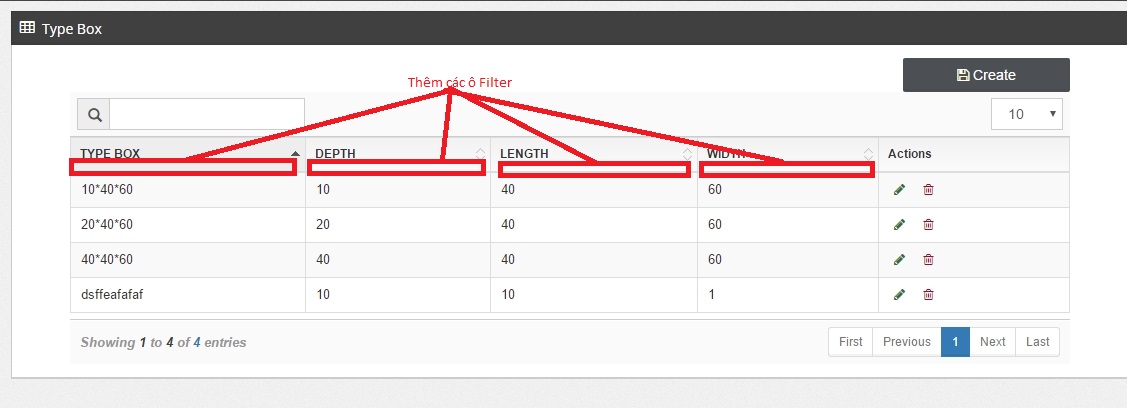 Type Box
Thêm các ô Filter
Create
10
TYPE BOX DEPTH LENGTH WIDTH Actions
10*40*60 10 40 60
20*40*60 20 40 60
40*40*60 40 40 60
dsffeafafaf 10 10 1
Showing 1 to 4 of 4 entries
First Previous 1 Next Last